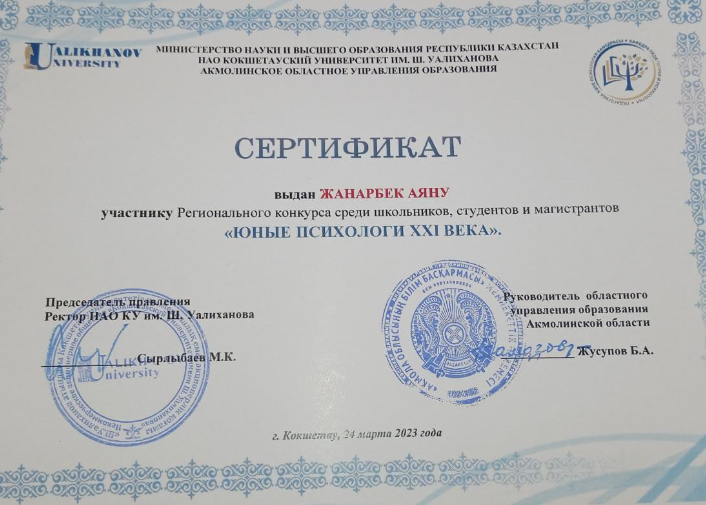 UALIKHANOV
UNIVERSITY
МИНИСТЕРСТВО НАУКИ И ВЫСШЕГО ОБРАЗОВАНИЯ РЕСПУБЛИКИ КАЗАХСТАН
НАО КОКШЕТАУСКИЙ УНИВЕРСИТЕТ ИМ. Ш. УАЛИХАНОВА
АКМОЛИНСКОЕ ОБЛАСТНОЕ УПРАВЛЕНИЯ ОБРАЗОВАНИЯ
СЕРТИФИКАТ
выдан ЖАНАРБЕК АЯНУ
участнику Регионального конкурса среди школьников, студентов и магистрантов
«ЮНЫЕ ПСИХОЛОГИ XXI ВЕКА».
Председатель правления
Ректор НАО КУ им. Ш. Уалиханова
Сырлыбаев М.К.
UALIKHANOV
University
Руководитель областного
управления образования
Акмолинской области
Жусупов Б.А.
«АҚМОЛА ОБЛЫСЫНЫҢ БІЛІМ БАСҚАРМАСЫ» МЕМЛЕКЕТТІК МЕКЕМЕСІ
г. Кокшетау, 24 марта 2023 года